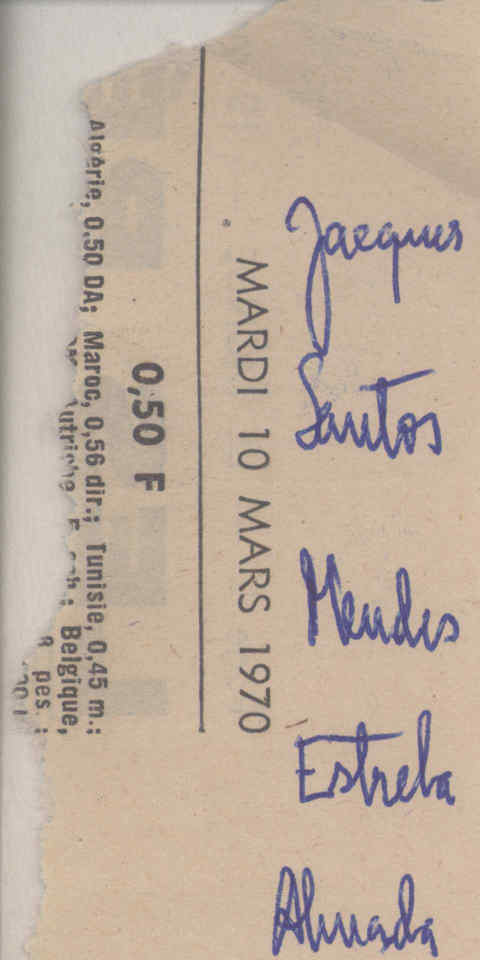 Jacques
Santos
Mendes
Estrela
Almada
MARDI 10 MARS 1970
0,50 F
Algérie, 0,50 DA; Maroc, 0,56 dir.; Tunisie, 0,45 m.;
Belgique,
pes. ;